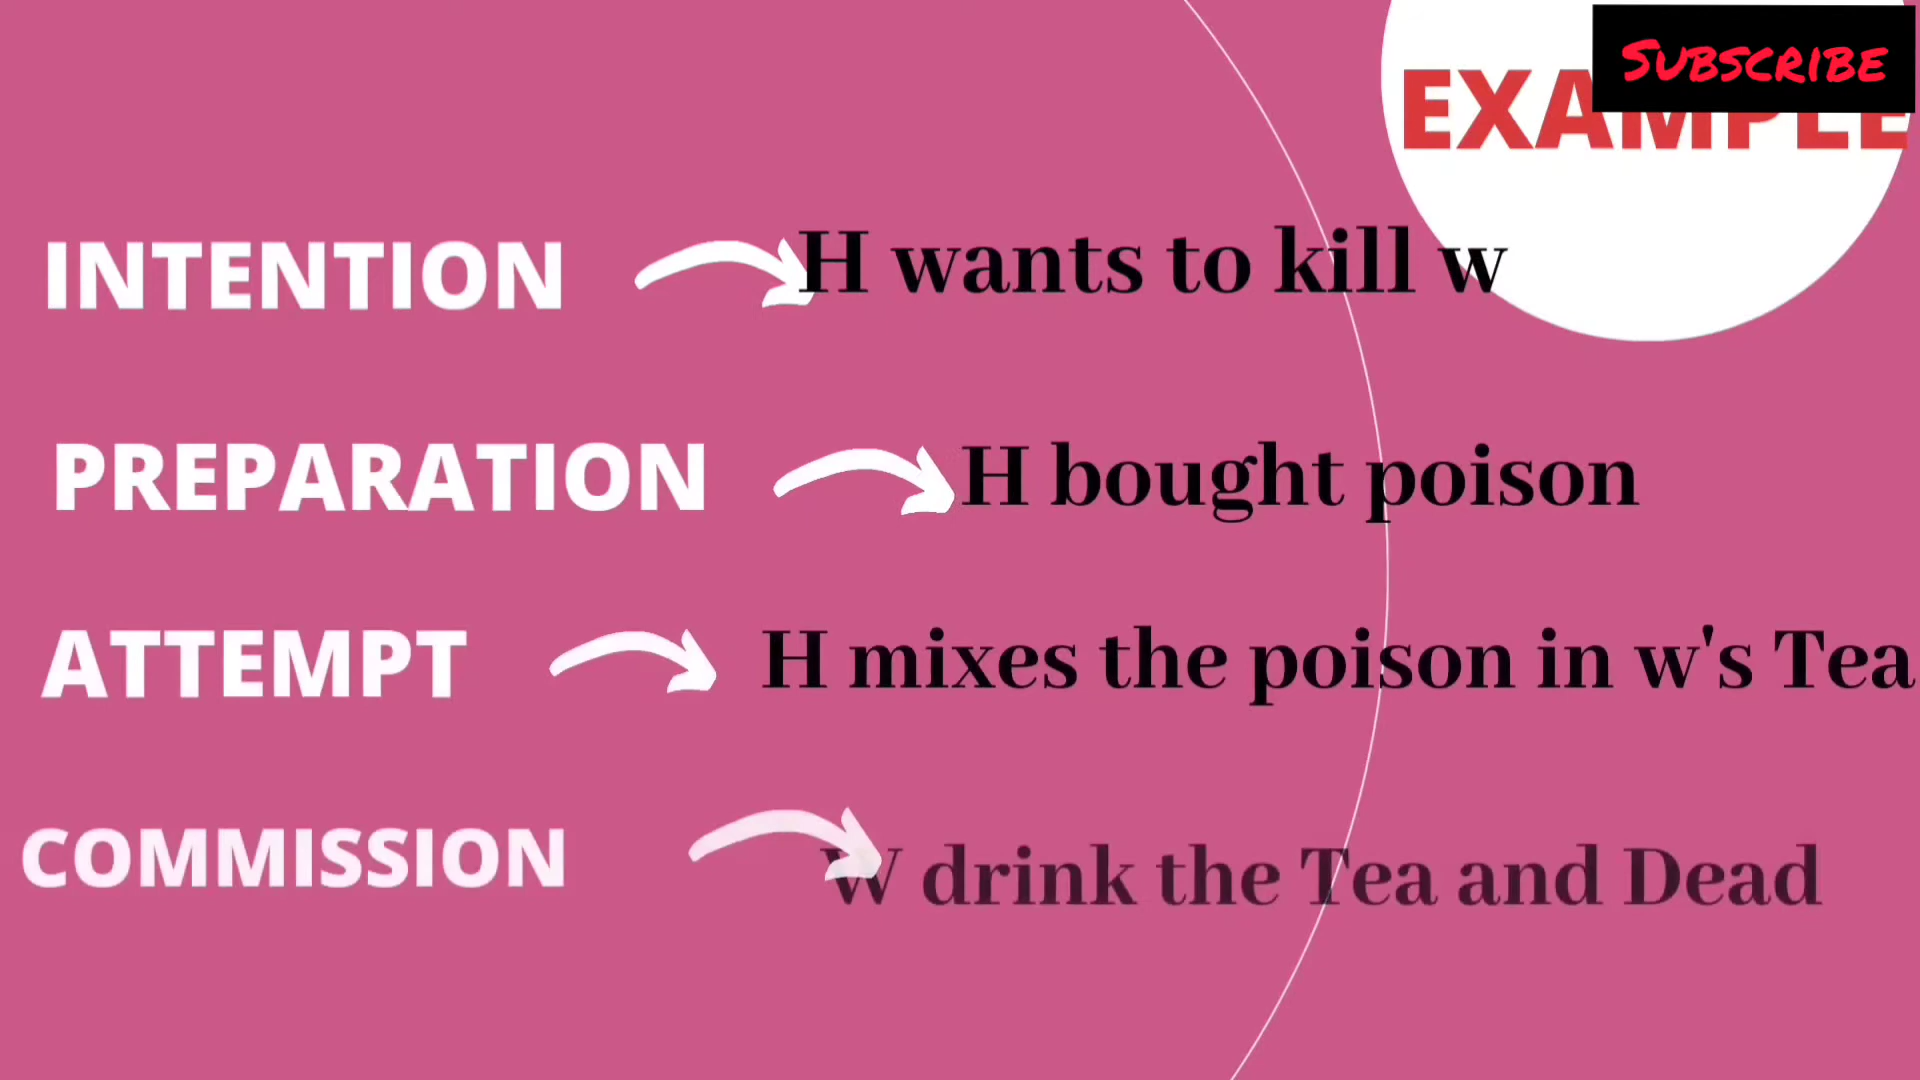 SUBSCRIBE
EXAMPLE
INTENTION H wants to kill w
PREPARATION H bought poison
ATTEMPT H mixes the poison in w's Tea
COMMISSION W drink the Tea and Dead